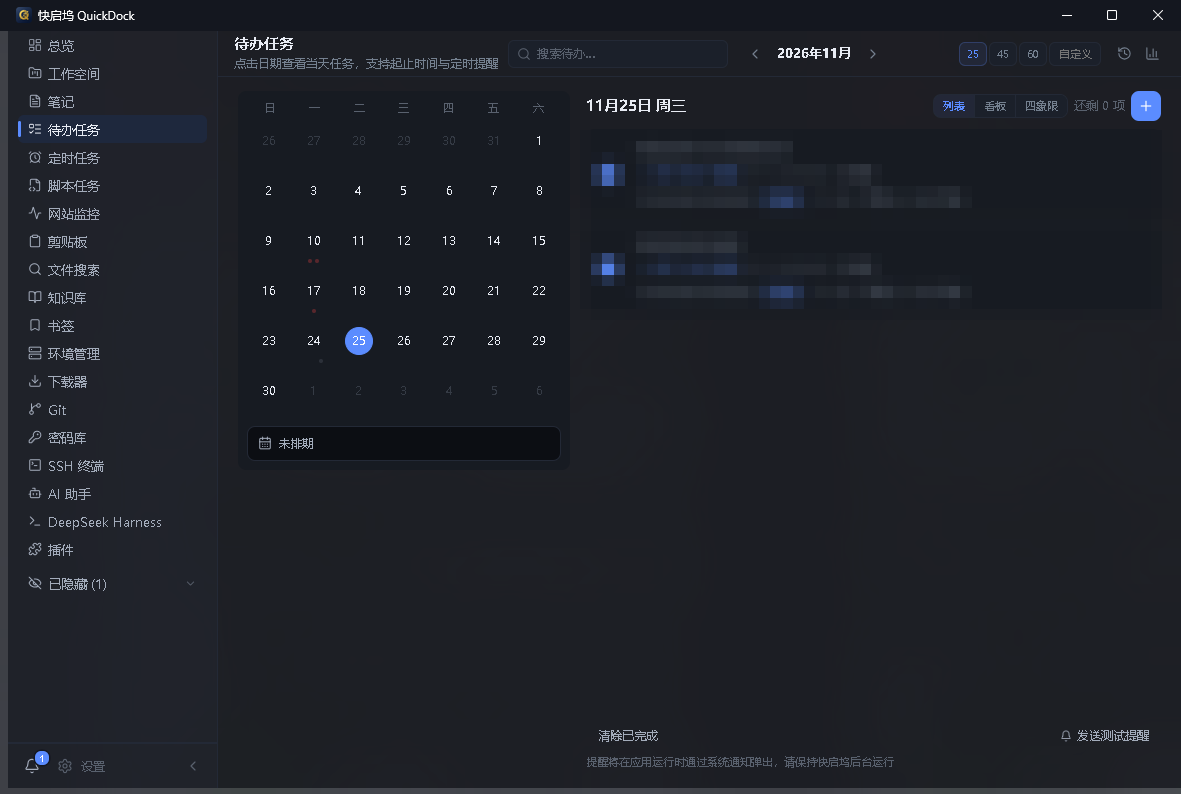 快启坞 QuickDock
总览
工作空间
笔记
待办任务
定时任务
脚本任务
网站监控
剪贴板
文件搜索
知识库
书签
环境管理
下载器
Git
密码库
SSH 终端
AI 助手
DeepSeek Harness
插件
已隐藏 (1)
1
设置
待办任务
点击日期查看当天任务，支持起止时间与定时提醒
搜索待办...
2026年11月
25 45 60 自定义
日 一 二 三 四 五 六
26 27 28 29 30 31 1
2 3 4 5 6 7 8
9 10 11 12 13 14 15
16 17 18 19 20 21 22
23 24 25 26 27 28 29
30 1 2 3 4 5 6
未排期
11月25日 周三
列表 看板 四象限 还剩 0 项
清除已完成
发送测试提醒
提醒将在应用运行时通过系统通知弹出，请保持快启坞后台运行